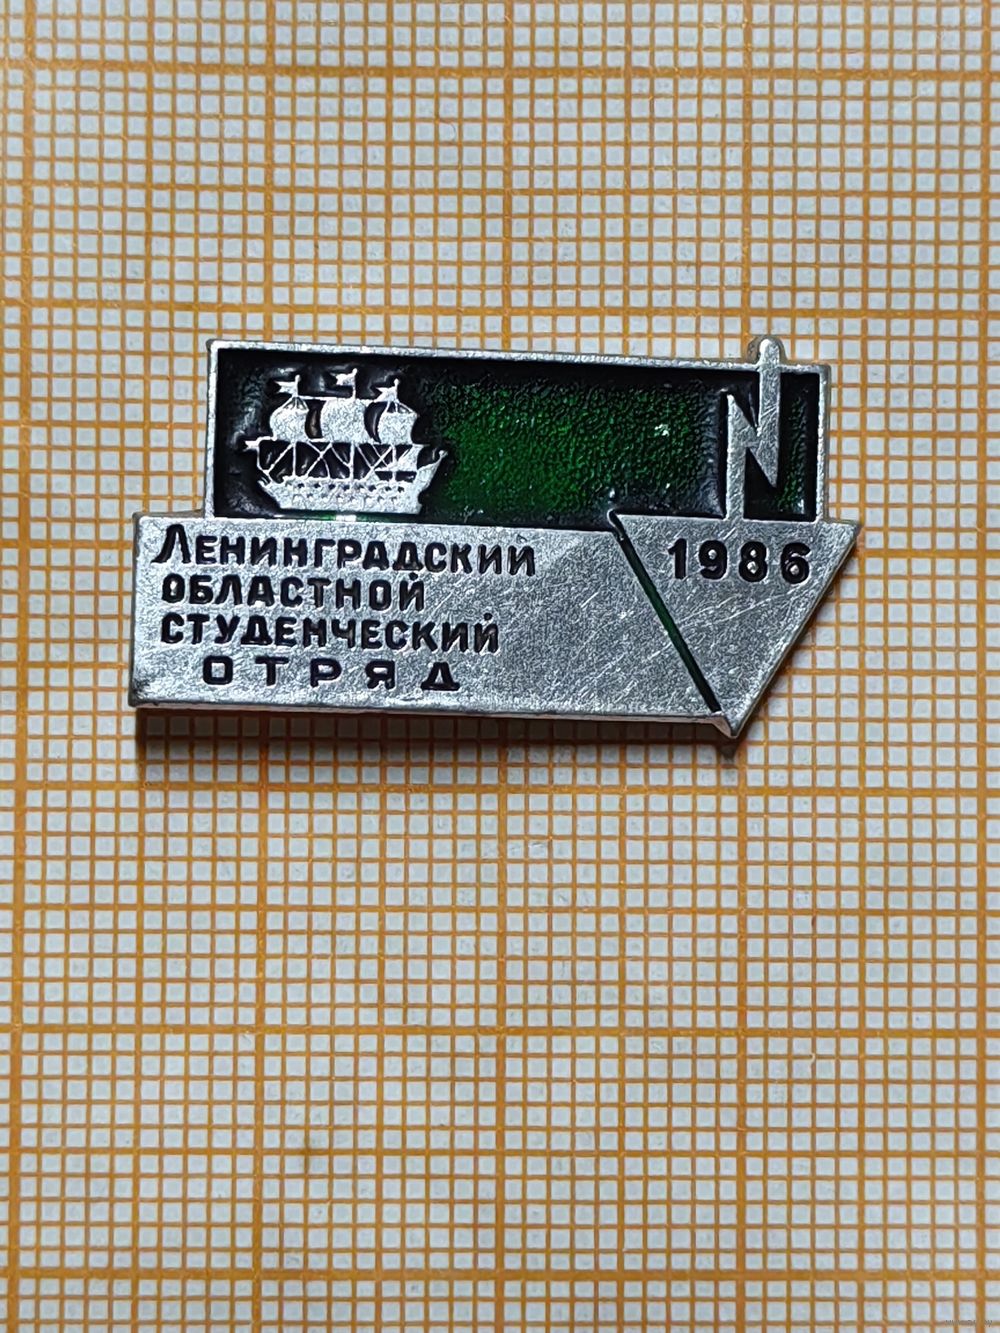 Ленинградский
областной
студенческий
отряд
1986